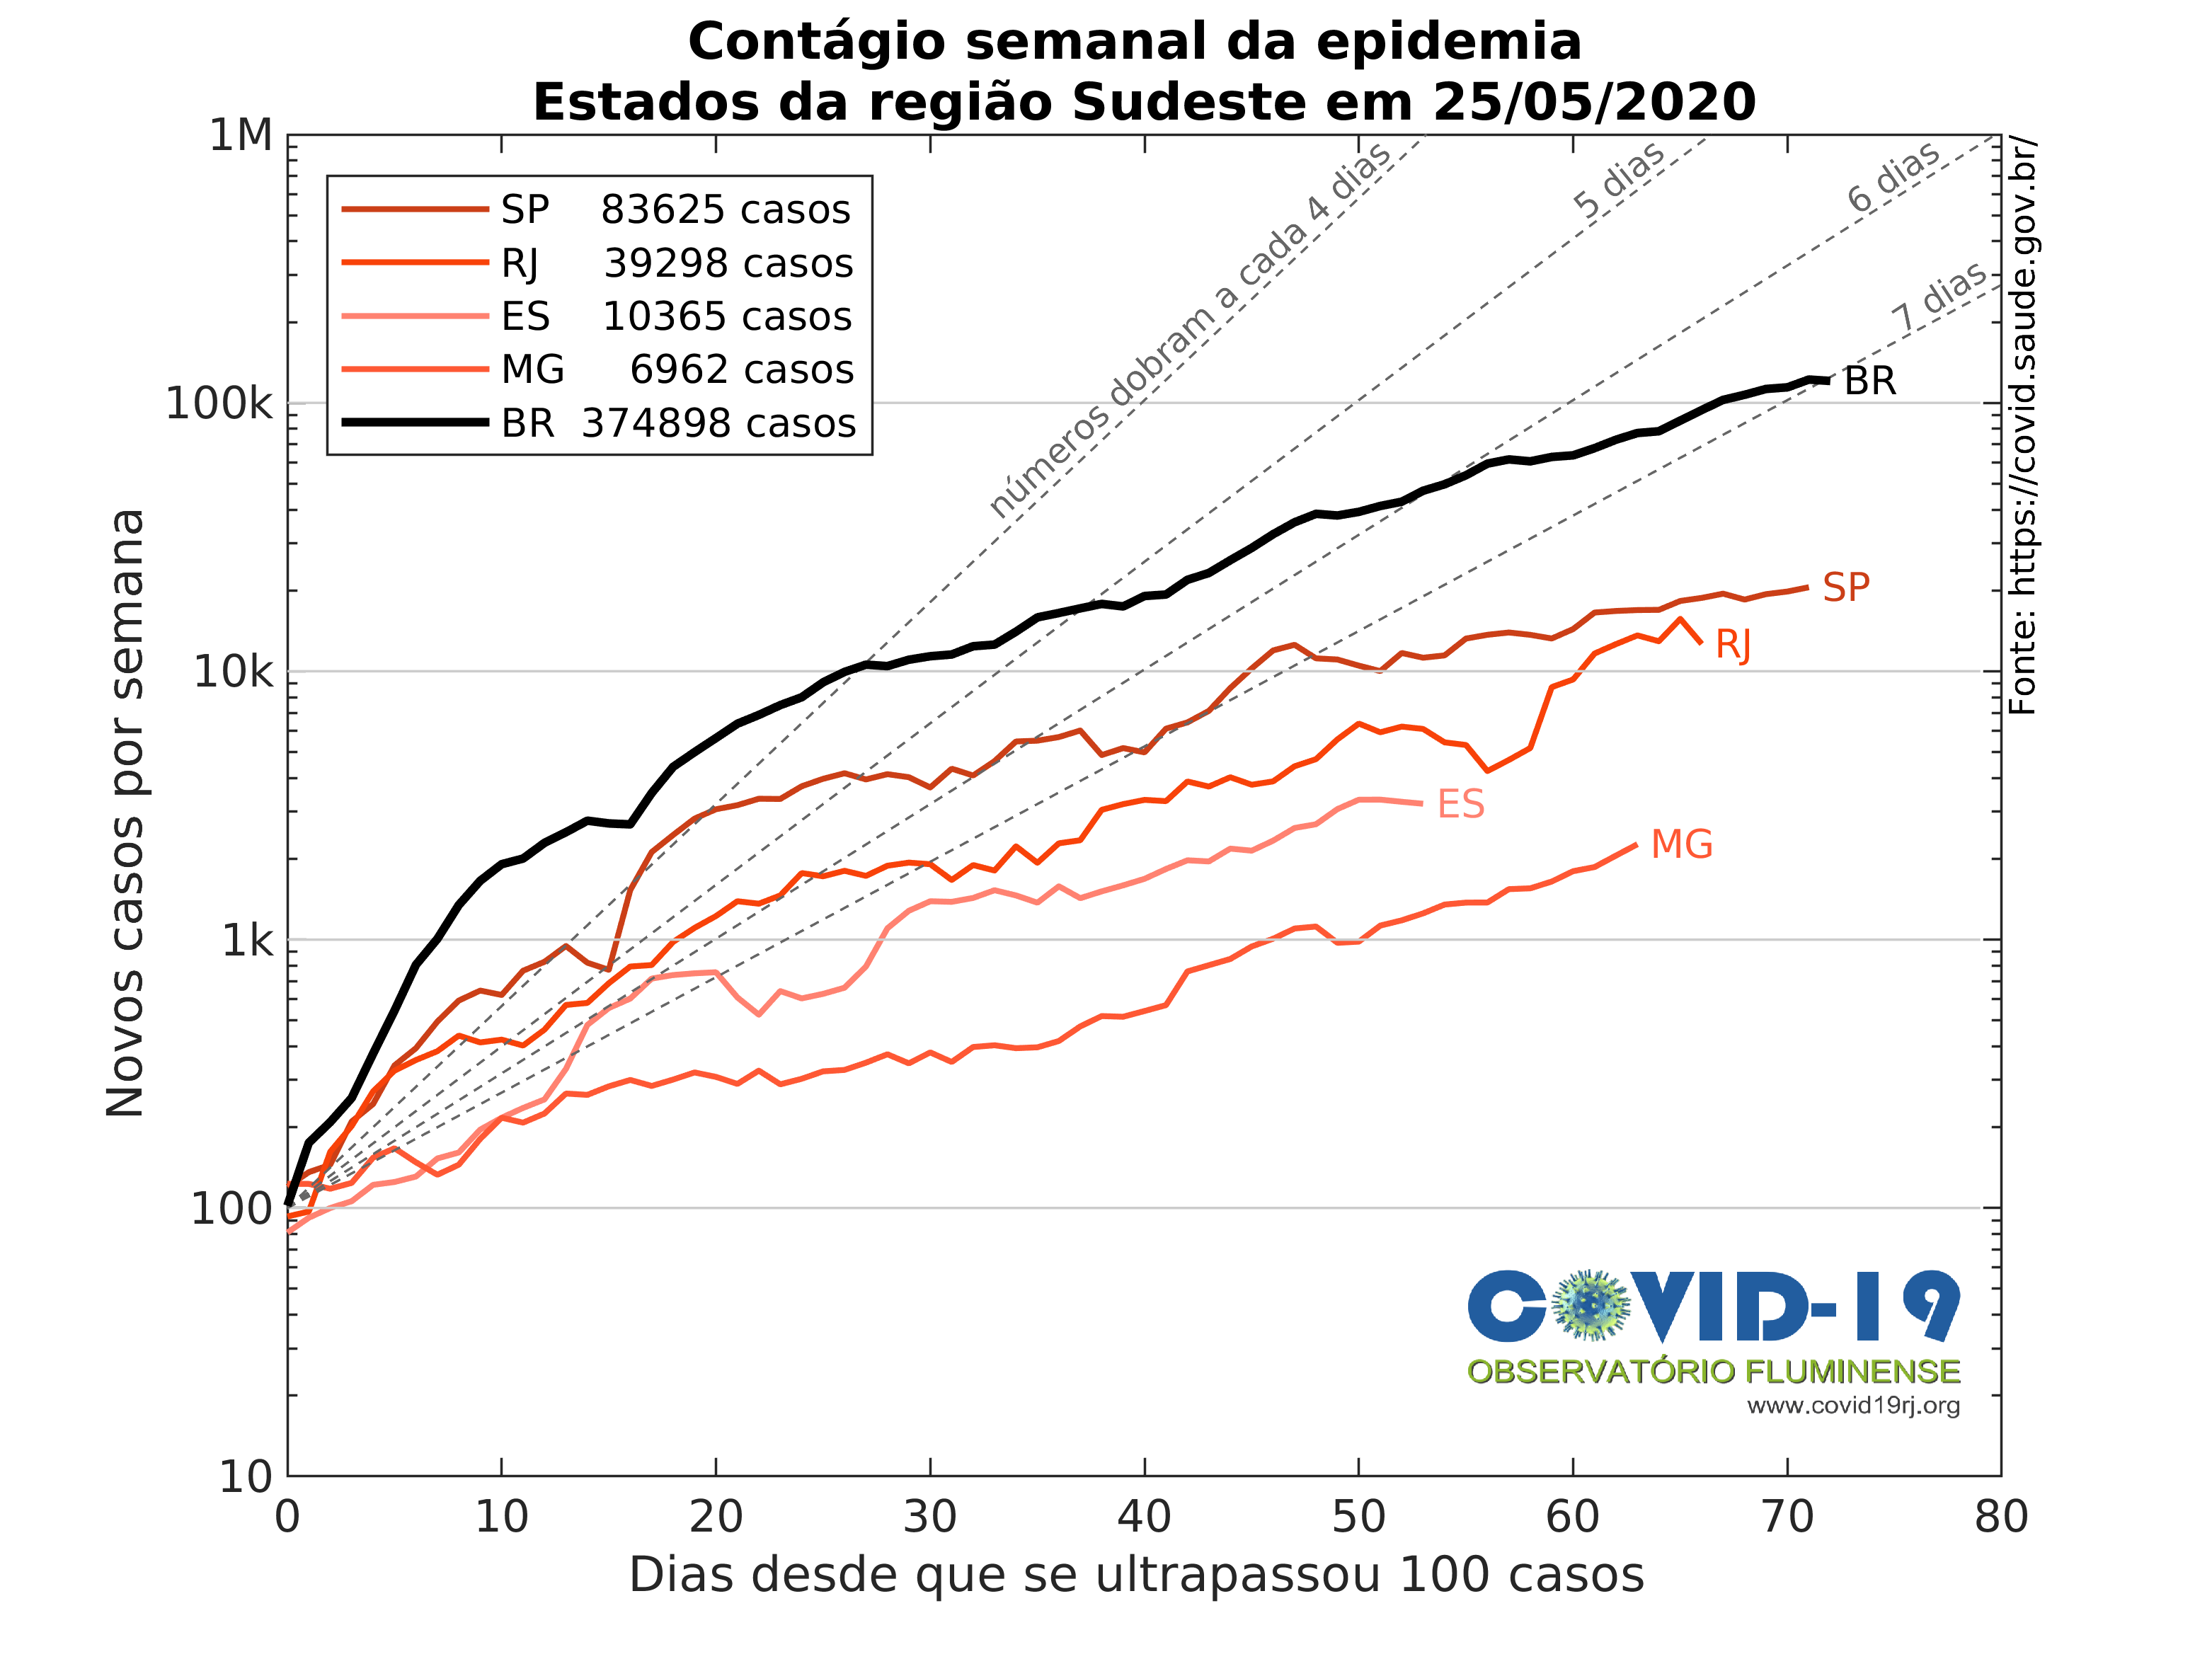 Contágio semanal da epidemia
Estados da região Sudeste em 25/05/2020
1M
100k
10k
1k
100
10
Novos casos por semana
SP 83625 casos
RJ 39298 casos
ES 10365 casos
MG 6962 casos
BR 374898 casos
números dobram a cada 4 dias
5 dias
6 dias
7 dias
BR
SP
RJ
ES
MG
Fonte: https://covid.saude.gov.br/
COVID-19
OBSERVATÓRIO FLUMINENSE
www.covid19rj.org
0 10 20 30 40 50 60 70 80
Dias desde que se ultrapassou 100 casos